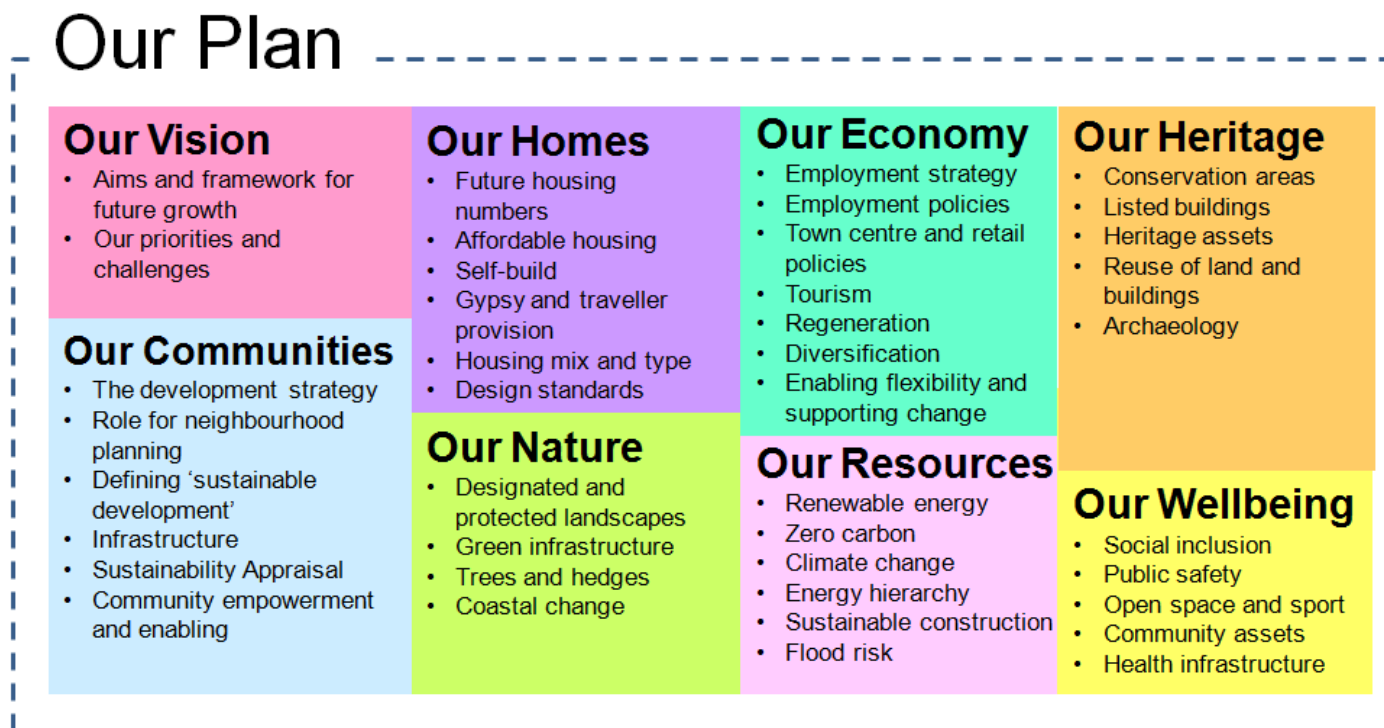 Our Plan
Our Vision
• Aims and framework for
future growth
• Our priorities and
challenges
Our Communities
• The development strategy
• Role for neighbourhood
planning
• Defining ‘sustainable
development’
• Infrastructure
• Sustainability Appraisal
• Community empowerment
and enabling
Our Homes
• Future housing
numbers
• Affordable housing
• Self-build
• Gypsy and traveller
provision
• Housing mix and type
• Design standards
Our Nature
• Designated and
protected landscapes
• Green infrastructure
• Trees and hedges
• Coastal change
Our Economy
• Employment strategy
• Employment policies
• Town centre and retail
policies
• Tourism
• Regeneration
• Diversification
• Enabling flexibility and
supporting change
Our Resources
• Renewable energy
• Zero carbon
• Climate change
• Energy hierarchy
• Sustainable construction
• Flood risk
Our Heritage
• Conservation areas
• Listed buildings
• Heritage assets
• Reuse of land and
buildings
• Archaeology
Our Wellbeing
• Social inclusion
• Public safety
• Open space and sport
• Community assets
• Health infrastructure